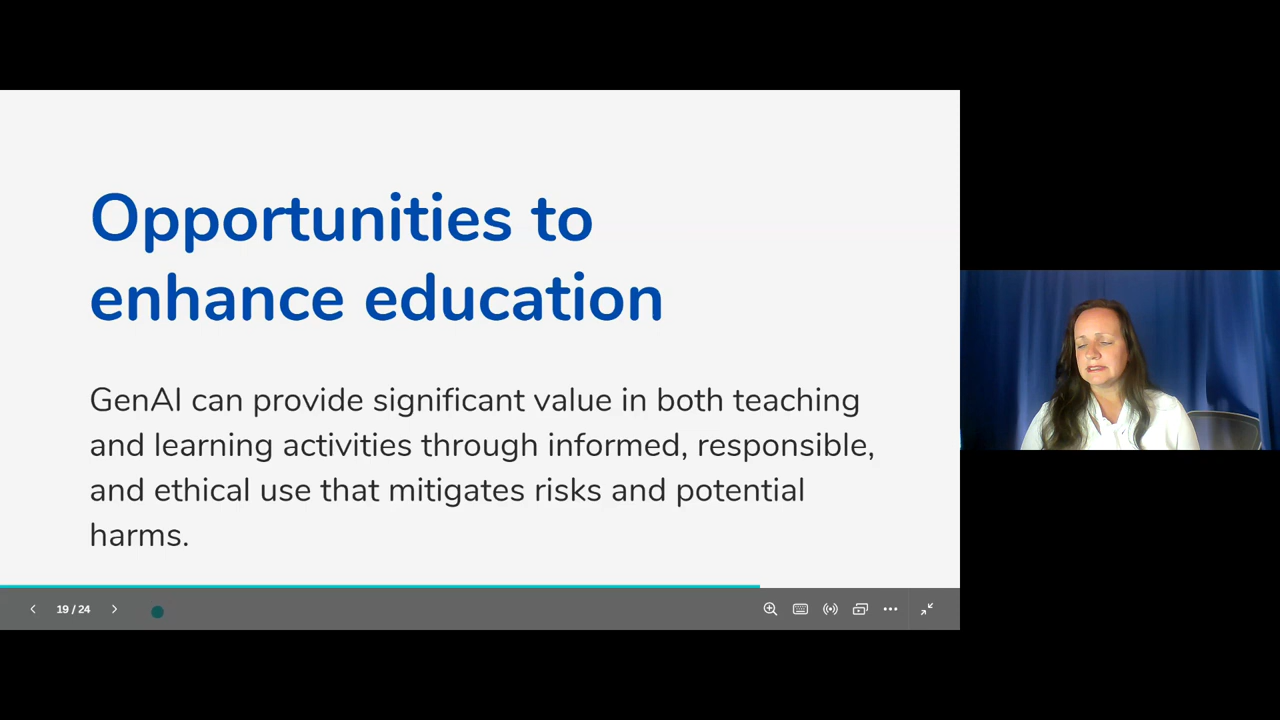 Opportunities to
enhance education
GenAI can provide significant value in both teaching
and learning activities through informed, responsible,
and ethical use that mitigates risks and potential
harms.
19 / 24